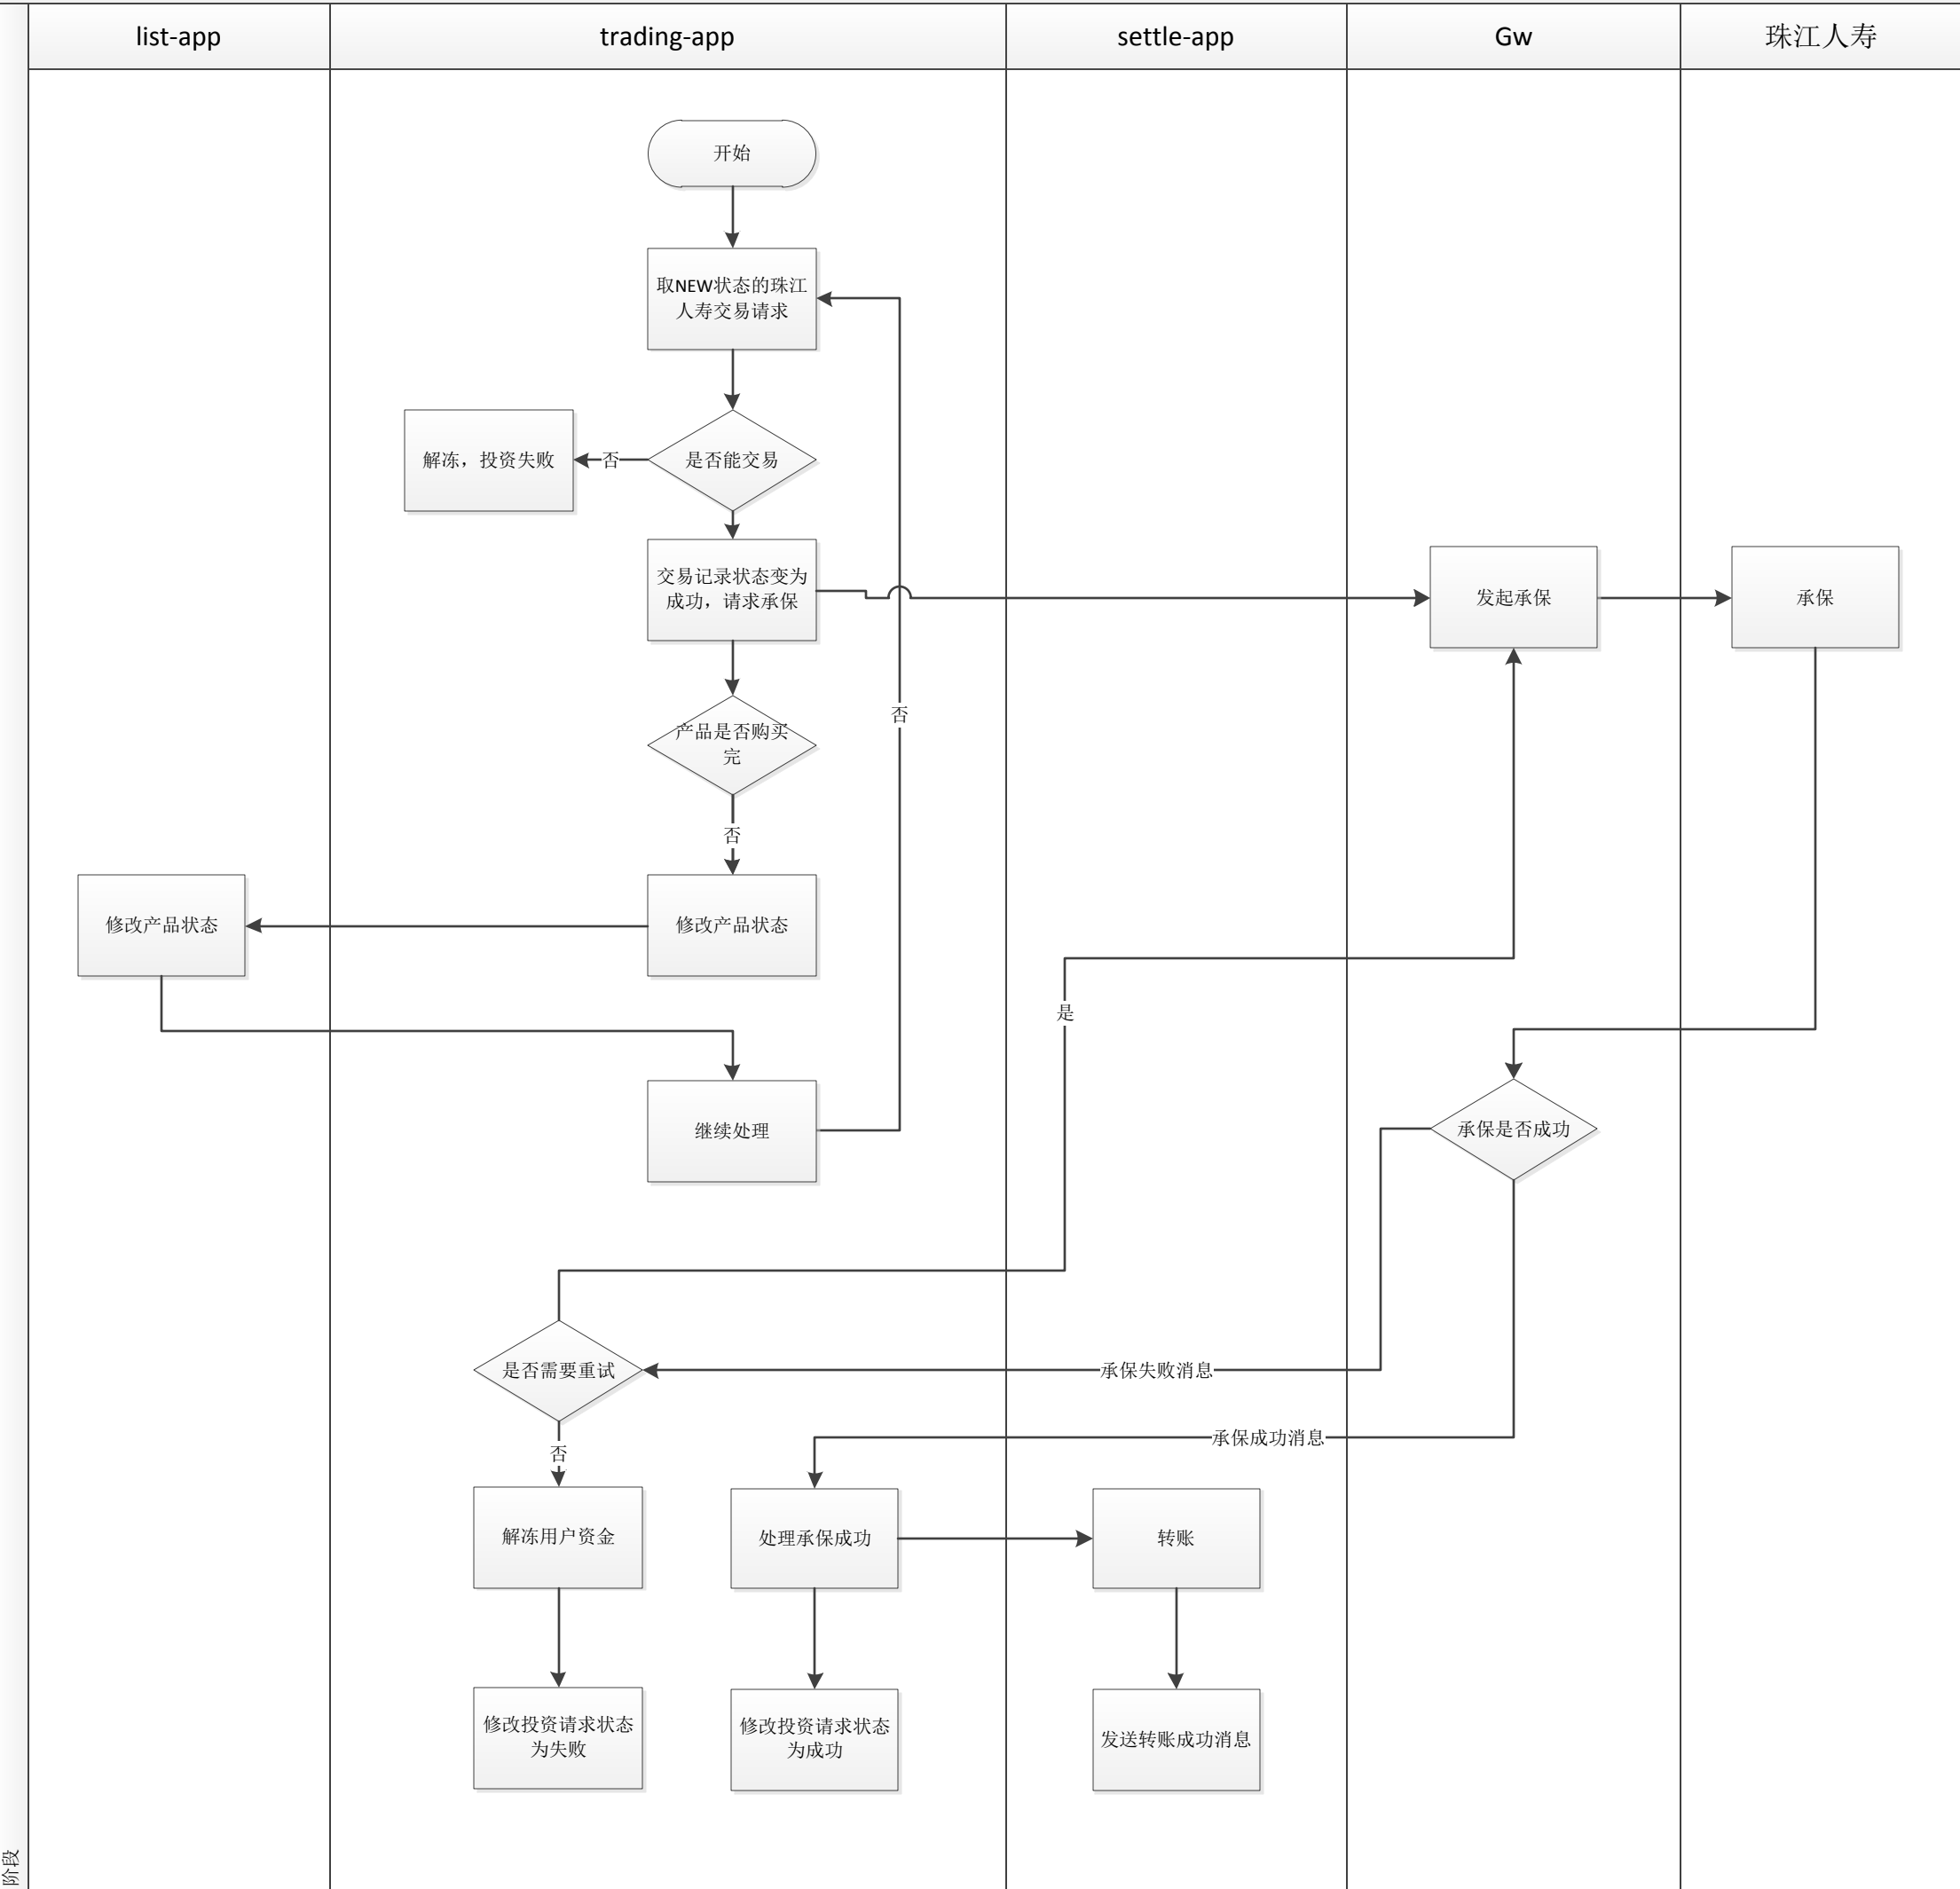 list-app
trading-app
settle-app
Gw
珠江人寿
开始
取NEW状态的珠江
人寿交易请求
解冻，投资失败
否
是否能交易
交易记录状态变为
成功，请求承保
发起承保
承保
否
产品是否购买
完
否
修改产品状态
修改产品状态
是
继续处理
承保是否成功
是否需要重试
承保失败消息
承保成功消息
否
解冻用户资金
处理承保成功
转账
修改投资请求状态
为失败
修改投资请求状态
为成功
发送转账成功消息
阶段